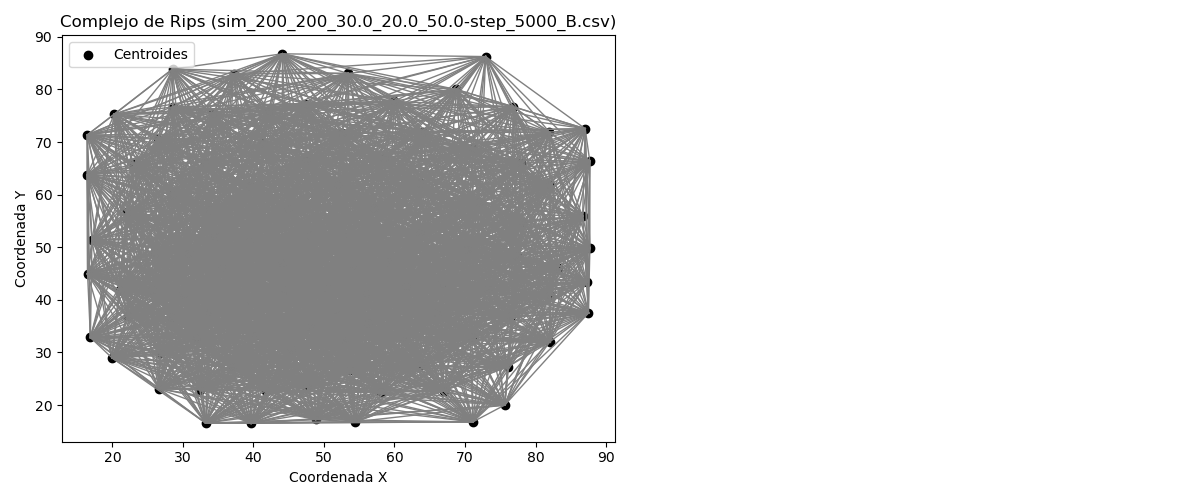 Complejo de Rips (sim_200_200_30.0_20.0_50.0-step_5000_B.csv)
Centroides
90
80
70
60
50
40
30
20
Coordenada Y
20 30 40 50 60 70 80 90
Coordenada X